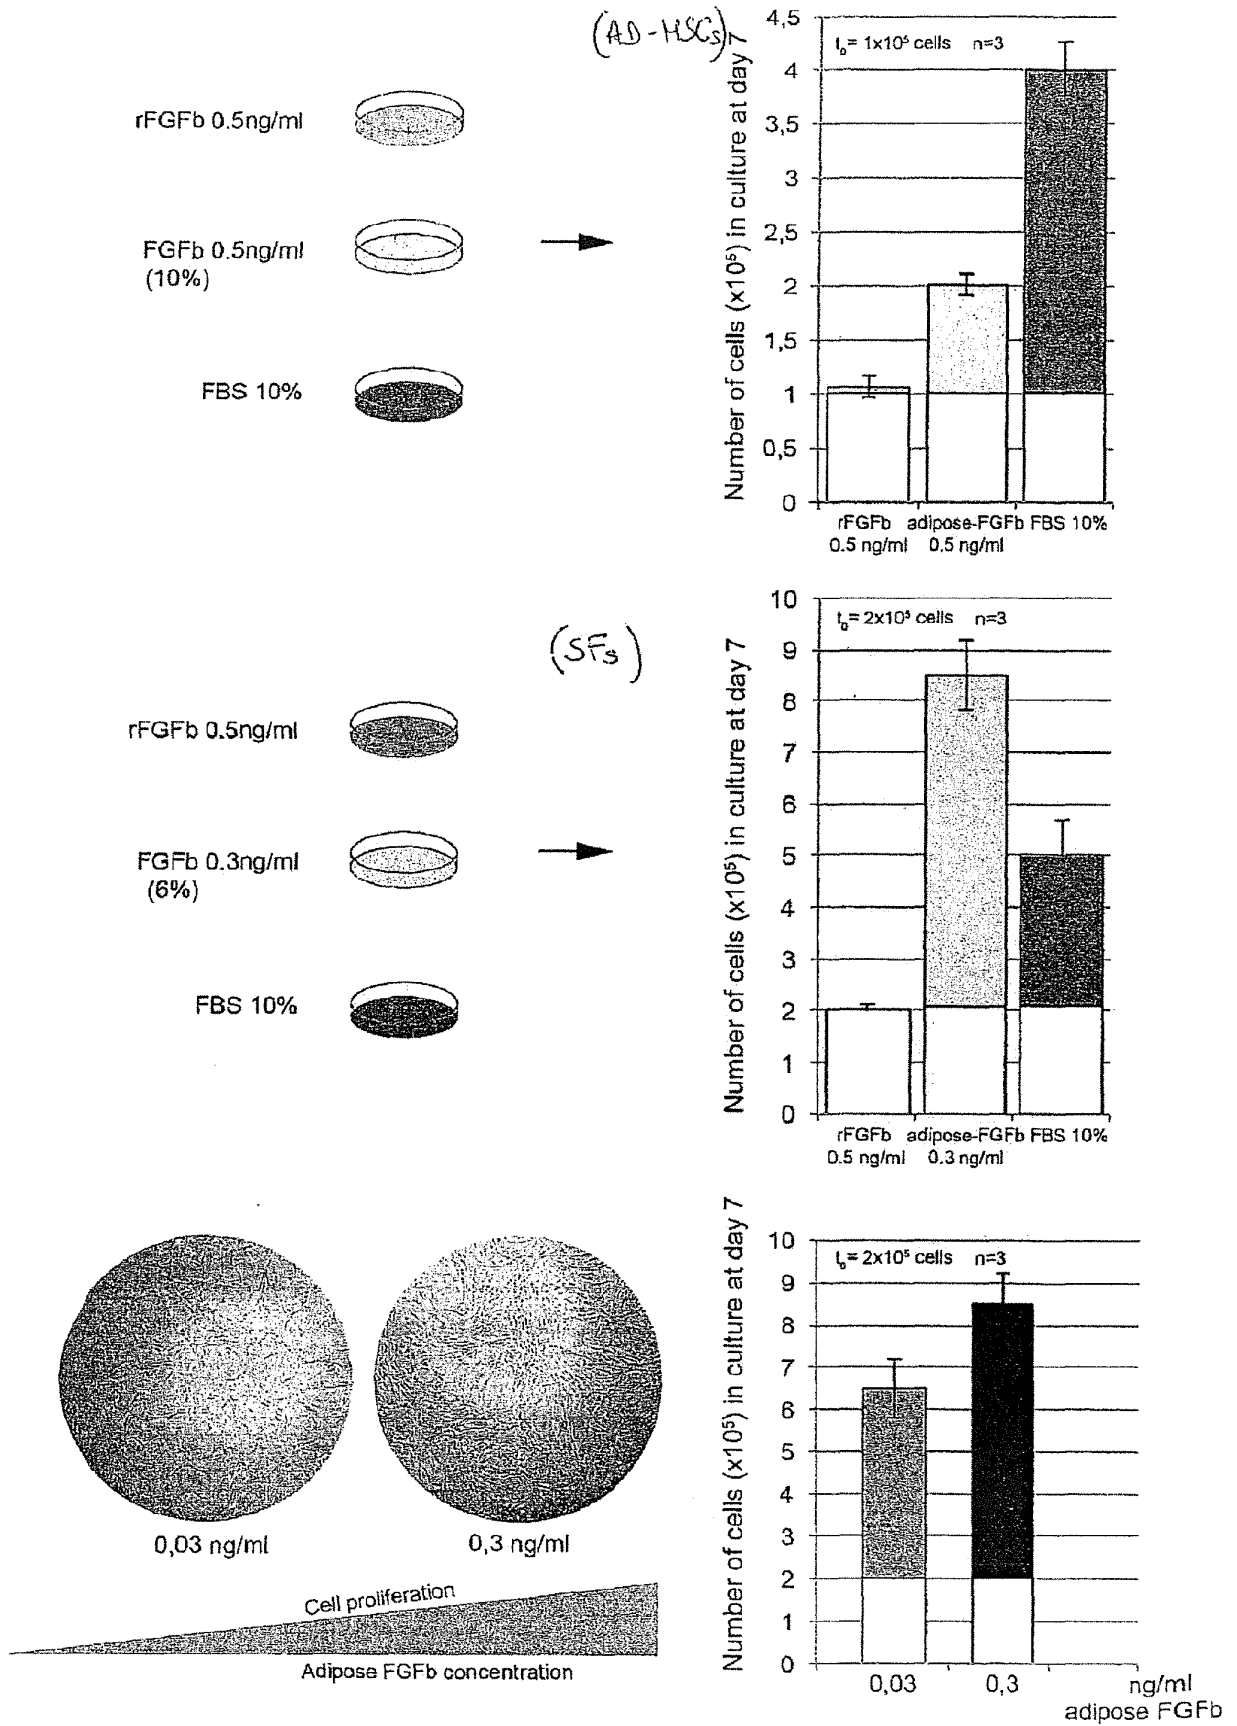 (AD-MSCs)
rFGFb 0.5ng/ml
FGFb 0.5ng/ml
(10%)
FBS 10%
Number of cells (x10⁵) in culture at day 7
4,5
4
3,5
3
2,5
2
1,5
1
0,5
0
t₀= 1x10⁵ cells n=3
rFGFb adipose-FGFb FBS 10%
0.5 ng/ml 0.5 ng/ml
(SFs)
rFGFb 0.5ng/ml
FGFb 0.3ng/ml
(6%)
FBS 10%
Number of cells (x10⁵) in culture at day 7
10
9
8
7
6
5
4
3
2
1
0
t₀= 2x10⁵ cells n=3
rFGFb adipose-FGFb FBS 10%
0.5 ng/ml 0.3 ng/ml
0,03 ng/ml
0,3 ng/ml
Cell proliferation
Adipose FGFb concentration
Number of cells (x10⁵) in culture at day 7
10
9
8
7
6
5
4
3
2
1
0
t₀= 2x10⁵ cells n=3
0,03 0,3 ng/ml
adipose FGFb